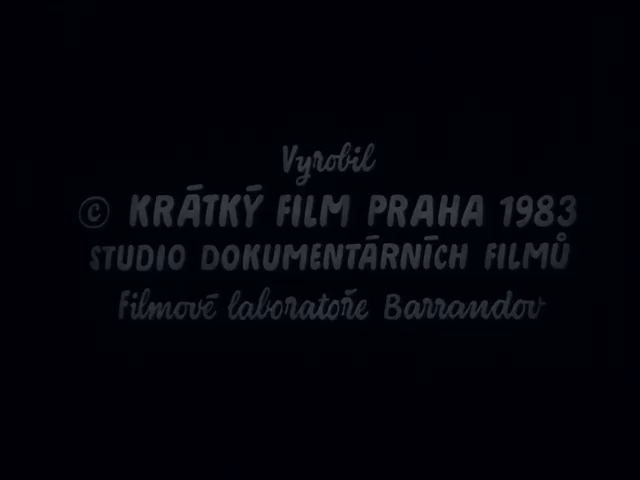 Vyrobil
© KRÁTKÝ FILM PRAHA 1983
STUDIO DOKUMENTÁRNÍCH FILMŮ
Filmové laboratoře Barrandov